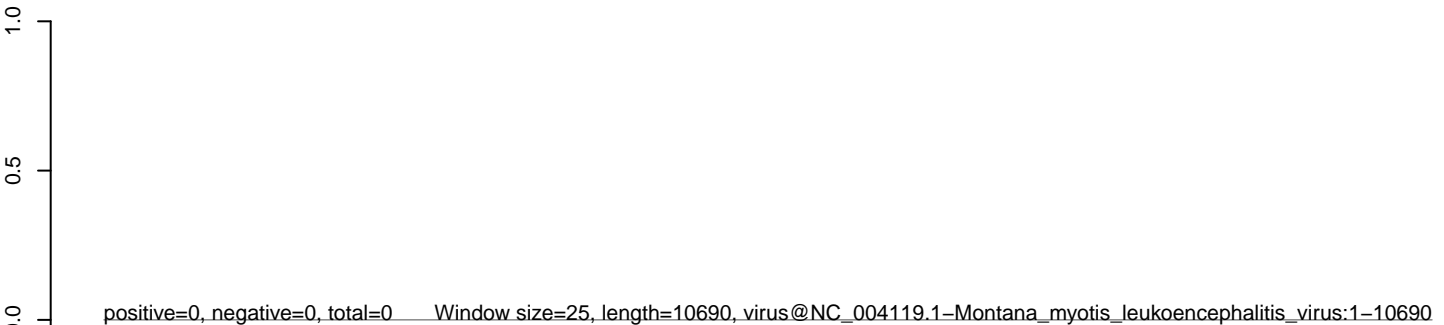 1.0
0.5
0.0
positive=0, negative=0, total=0 Window size=25, length=10690, virus@NC_004119.1−Montana_myotis_leukoencephalitis_virus:1−10690